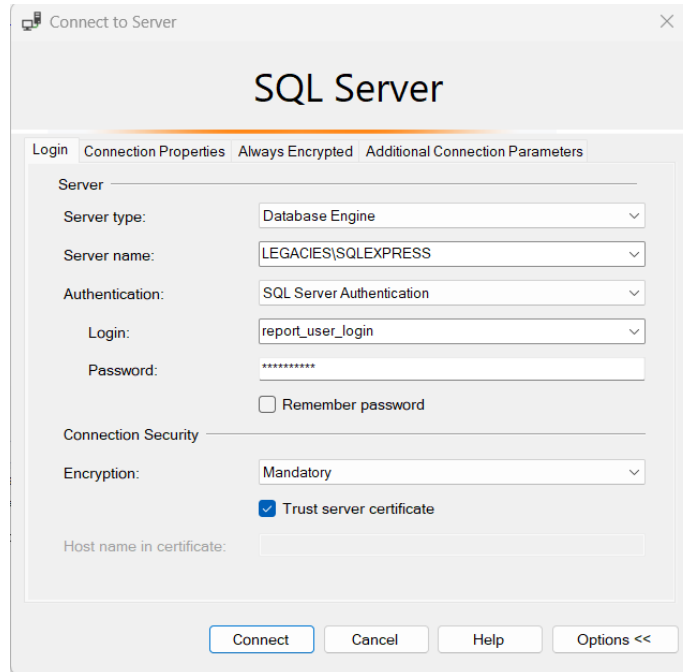 Connect to Server
SQL Server
Login Connection Properties Always Encrypted Additional Connection Parameters
Server
Server type: Database Engine
Server name: LEGACIES\SQLEXPRESS
Authentication: SQL Server Authentication
Login: report_user_login
Password: **********
Remember password
Connection Security
Encryption: Mandatory
Trust server certificate
Host name in certificate:
Connect Cancel Help Options <<